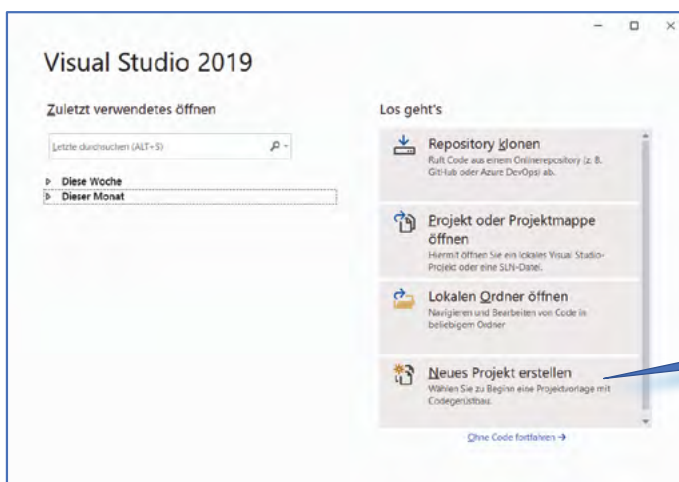 Visual Studio 2019
Zuletzt verwendetes öffnen
Letzte durchsuchen (ALT+S)
Diese Woche
Dieser Monat
Los geht's
Repository klonen
Ruft Code aus einem Onlinerepository (z. B.
GitHub oder Azure DevOps) ab.
Projekt oder Projektmappe
öffnen
Hiermit öffnen Sie ein lokales Visual Studio-
Projekt oder eine SLN-Datei.
Lokalen Ordner öffnen
Navigieren und Bearbeiten von Code in
beliebigem Ordner
Neues Projekt erstellen
Wählen Sie zu Beginn eine Projektvorlage mit
Codegerüstbau.
Ohne Code fortfahren →